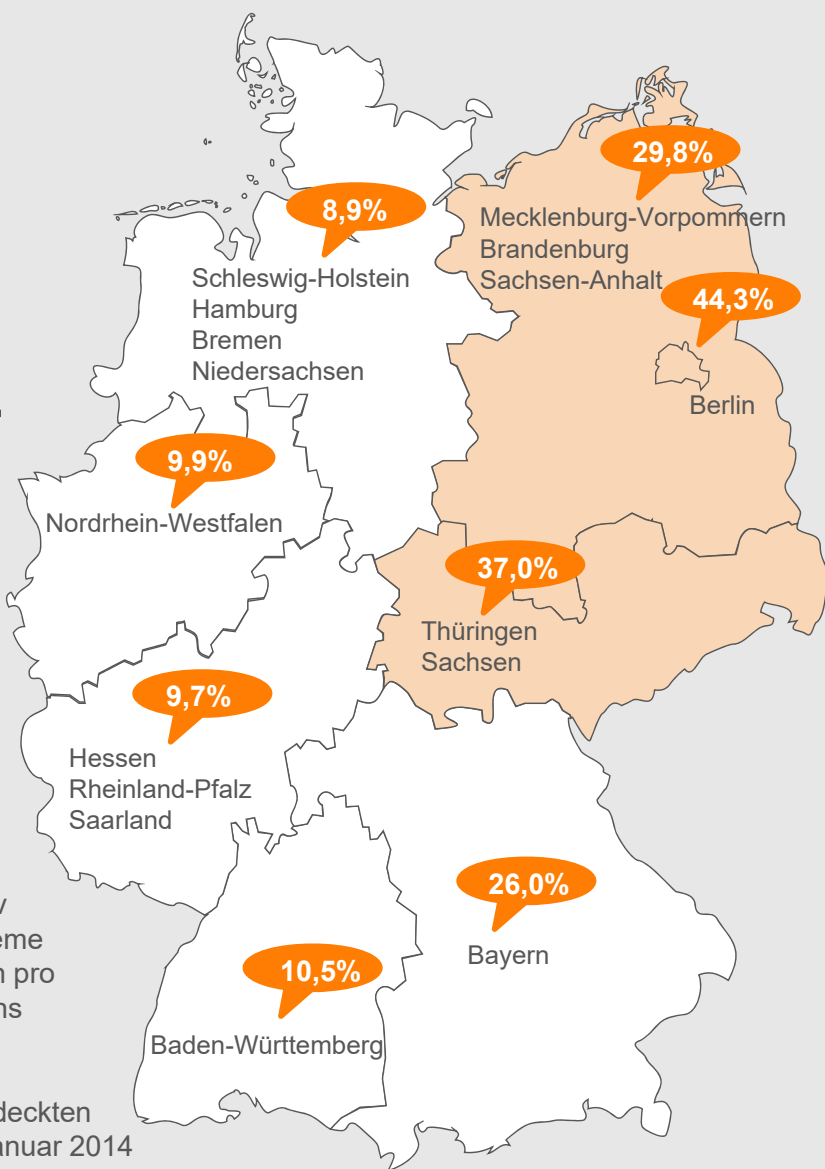 29,8%
Mecklenburg-Vorpommern
Brandenburg
Sachsen-Anhalt
8,9%
Schleswig-Holstein
Hamburg
Bremen
Niedersachsen
44,3%
Berlin
9,9%
Nordrhein-Westfalen
37,0%
Thüringen
Sachsen
9,7%
Hessen
Rheinland-Pfalz
Saarland
26,0%
Bayern
10,5%
Baden-Württemberg
pro
2014